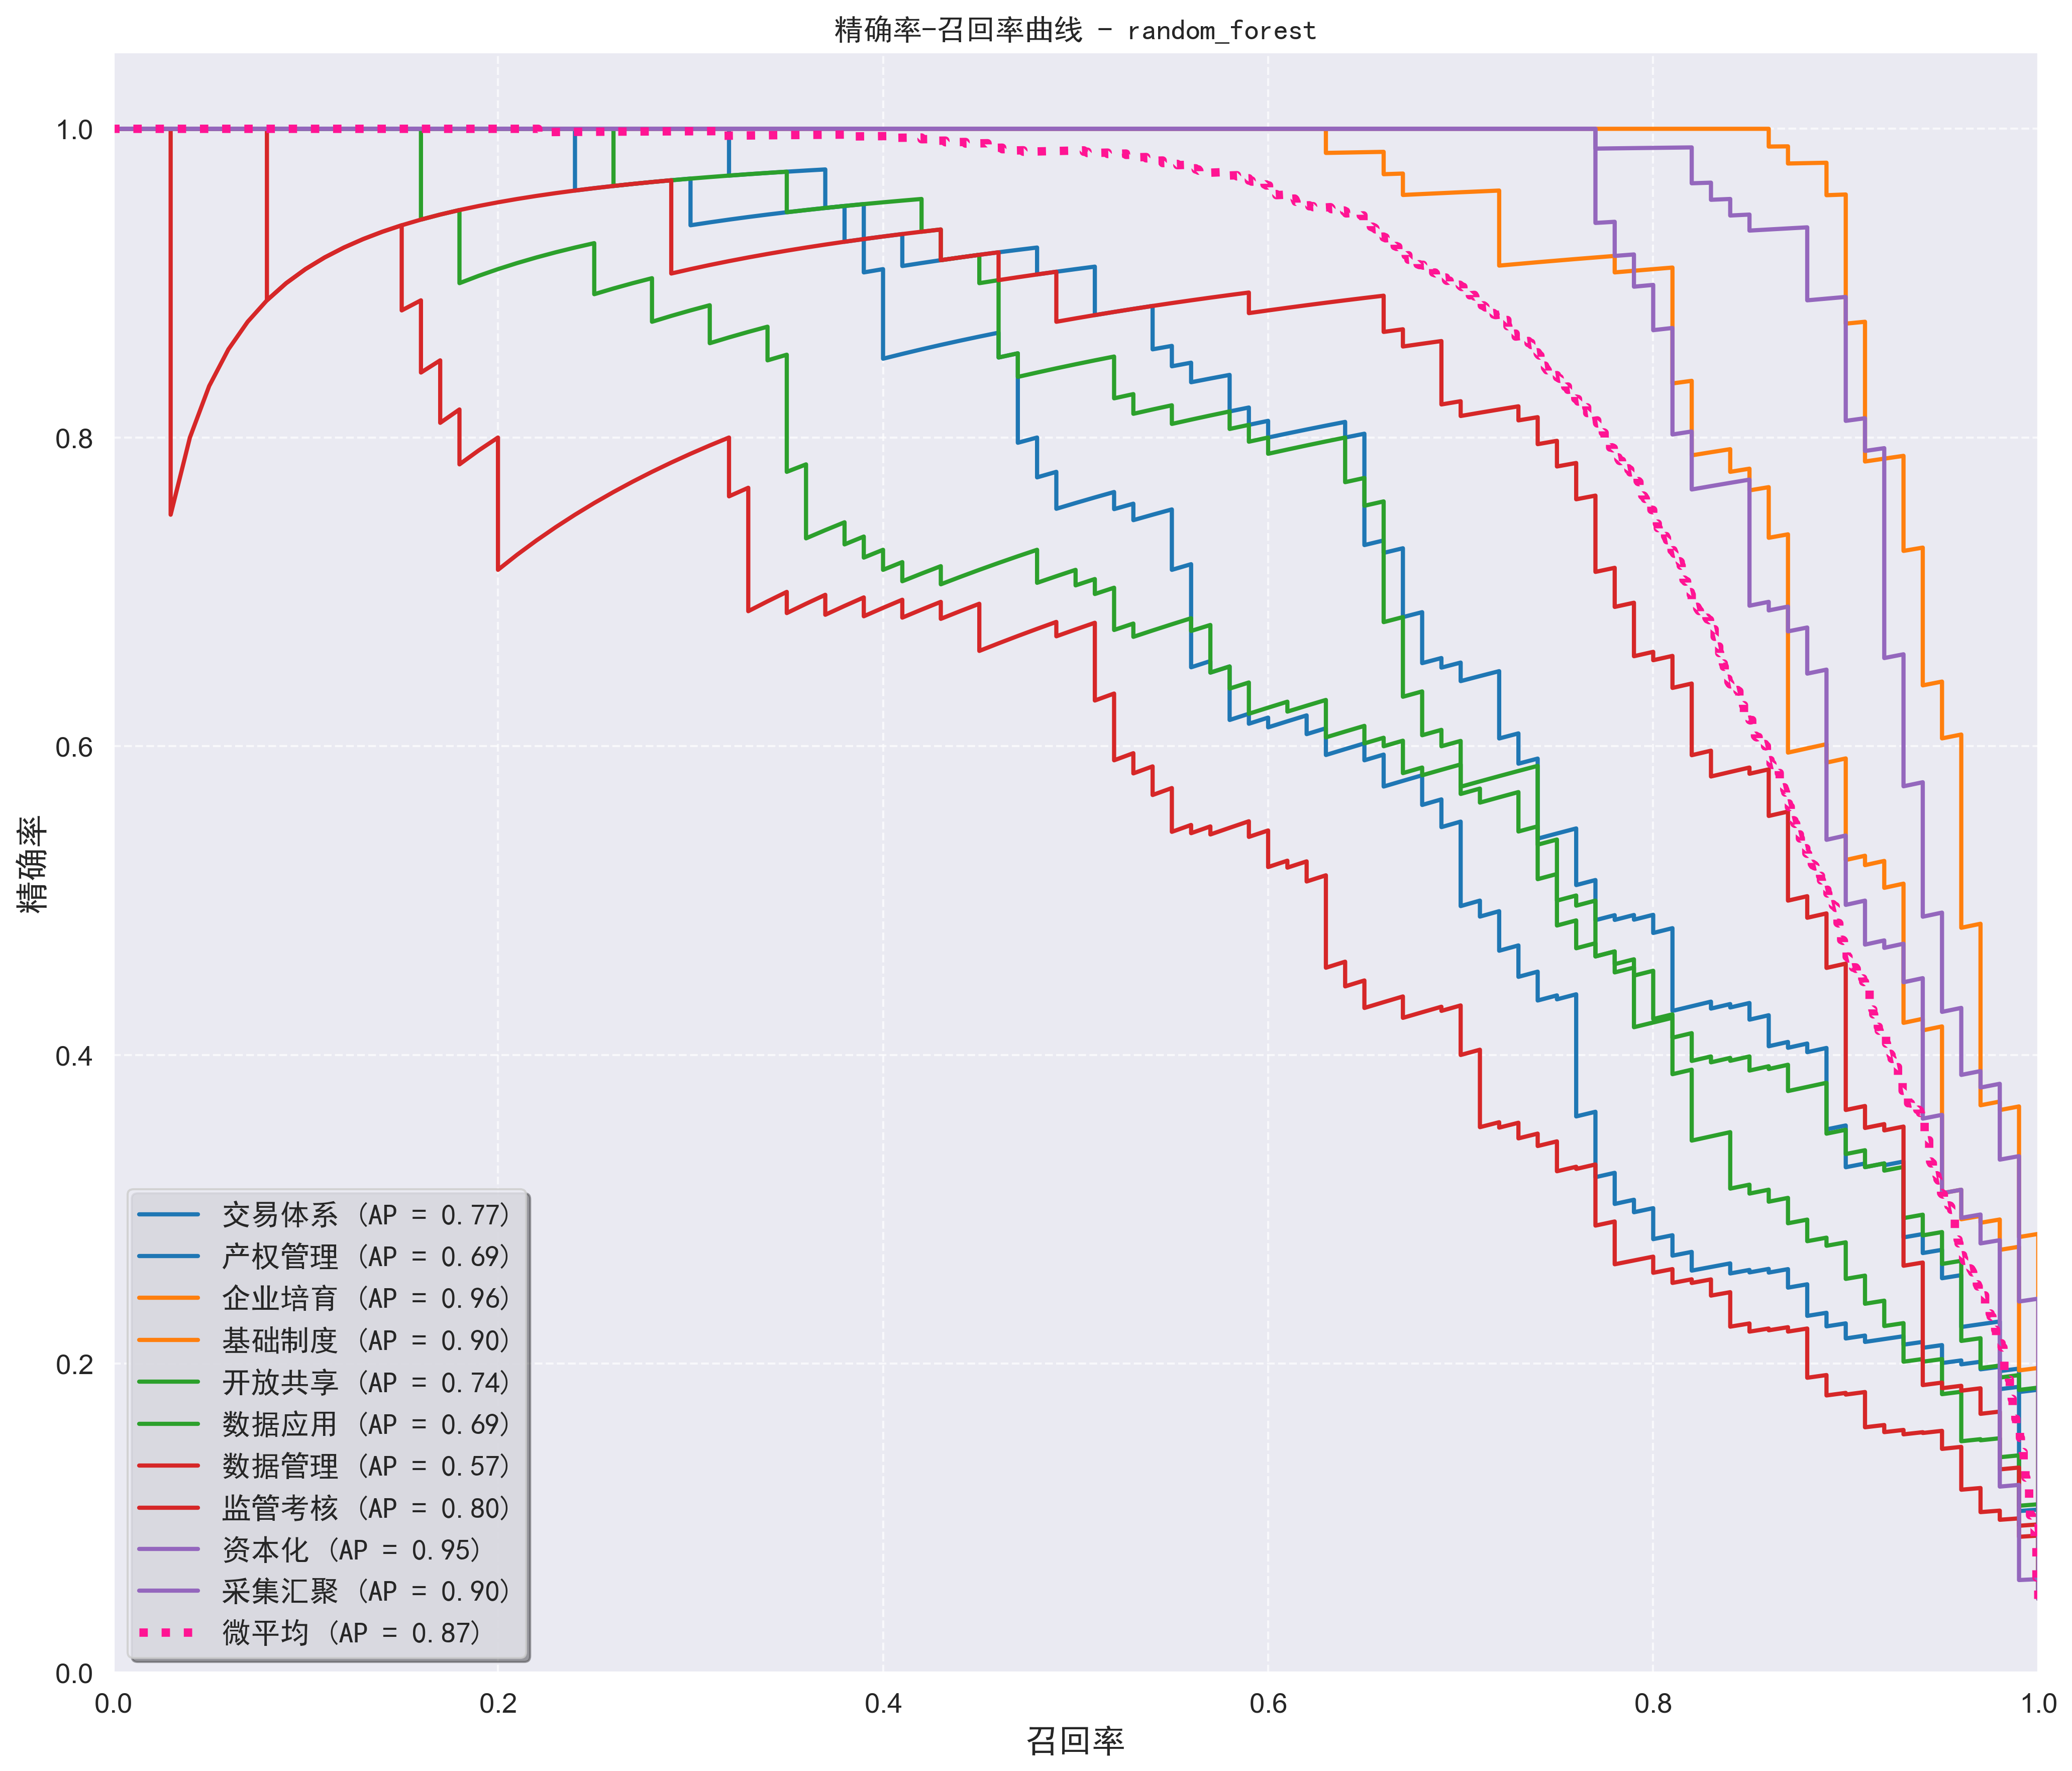 精确率-召回率曲线 - random_forest
精确率
1.0
0.8
0.6
0.4
0.2
0.0
交易体系 (AP = 0.77)
产权管理 (AP = 0.69)
企业培育 (AP = 0.96)
基础制度 (AP = 0.90)
开放共享 (AP = 0.74)
数据应用 (AP = 0.69)
数据管理 (AP = 0.57)
监管考核 (AP = 0.80)
资本化 (AP = 0.95)
采集汇聚 (AP = 0.90)
微平均 (AP = 0.87)
0.0 0.2 0.4 0.6 0.8 1.0
召回率